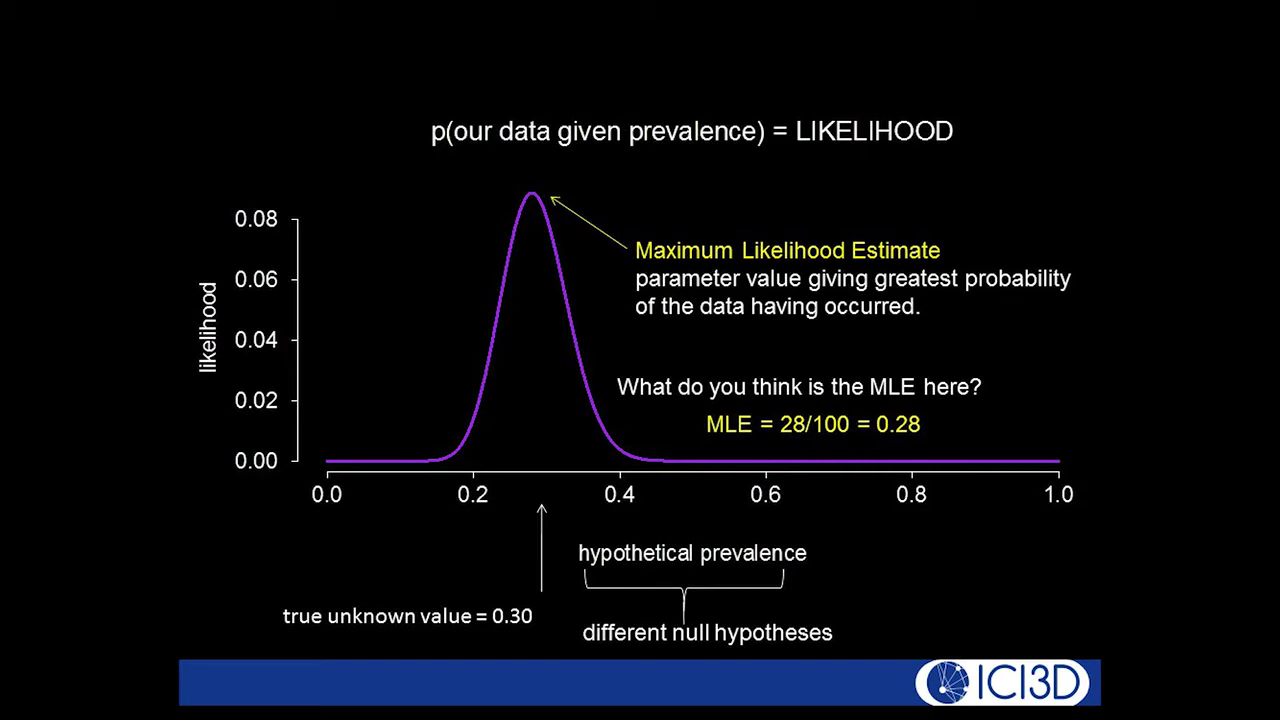 p(our data given prevalence) = LIKELIHOOD
0.08
0.06
0.04
0.02
0.00
likelihood
Maximum Likelihood Estimate
parameter value giving greatest probability
of the data having occurred.
What do you think is the MLE here?
MLE = 28/100 = 0.28
0.0 0.2 0.4 0.6 0.8 1.0
hypothetical prevalence
true unknown value = 0.30
different null hypotheses
ICI3D